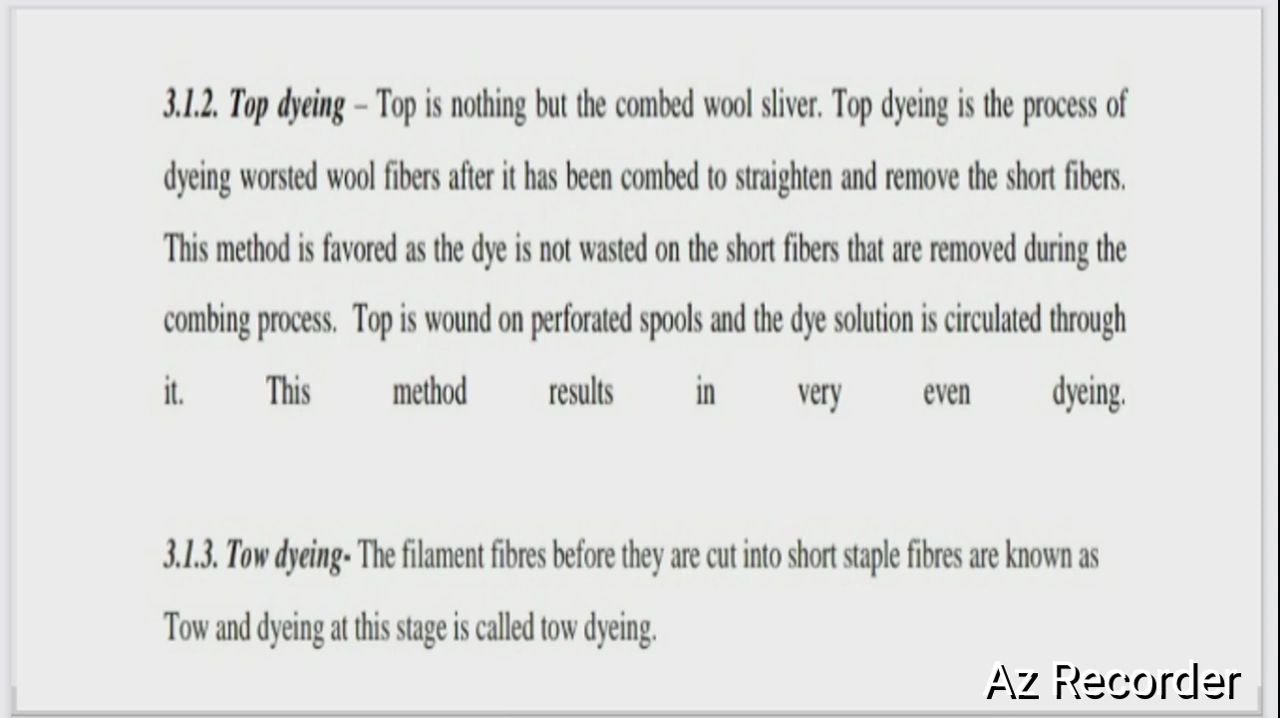 3.1.2. Top dyeing – Top is nothing but the combed wool sliver. Top dyeing is the process of
dyeing worsted wool fibers after it has been combed to straighten and remove the short fibers.
This method is favored as the dye is not wasted on the short fibers that are removed during the
combing process.  Top is wound on perforated spools and the dye solution is circulated through
it. This method results in very even dyeing.
3.1.3. Tow dyeing- The filament fibres before they are cut into short staple fibres are known as
Tow and dyeing at this stage is called tow dyeing.
Az Recorder